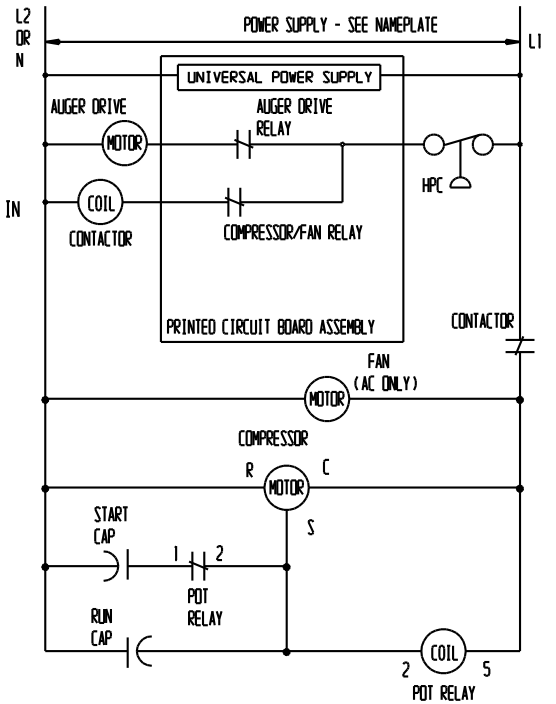 L2
OR
N
POWER SUPPLY - SEE NAMEPLATE
L1
UNIVERSAL POWER SUPPLY
AUGER DRIVE
AUGER DRIVE
RELAY
MOTOR
HPC
IN
COIL
CONTACTOR
COMPRESSOR/FAN RELAY
PRINTED CIRCUIT BOARD ASSEMBLY
CONTACTOR
FAN
(AC ONLY)
MOTOR
COMPRESSOR
R
C
MOTOR
S
START
CAP
1
2
POT
RELAY
RUN
CAP
COIL
2
5
POT RELAY